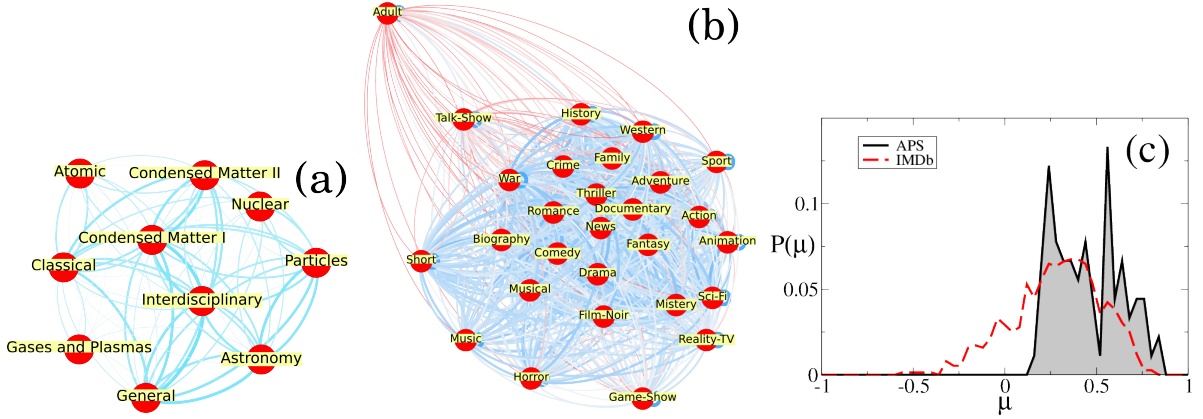 (a)
Atomic
Condensed Matter II
Nuclear
Condensed Matter I
Classical
Particles
Interdisciplinary
Gases and Plasmas
Astronomy
General
(b)
Adult
Talk-Show
History
Western
Crime
Family
Sport
War
Thriller
Adventure
Romance
Documentary
Action
News
Biography
Comedy
Fantasy
Animation
Short
Drama
Musical
Mistery
Sci-Fi
Film-Noir
Music
Reality-TV
Horror
Game-Show
(c)
APS
IMDb
P(μ)
0.1
0.05
0
-1
-0.5
0
0.5
1
μ